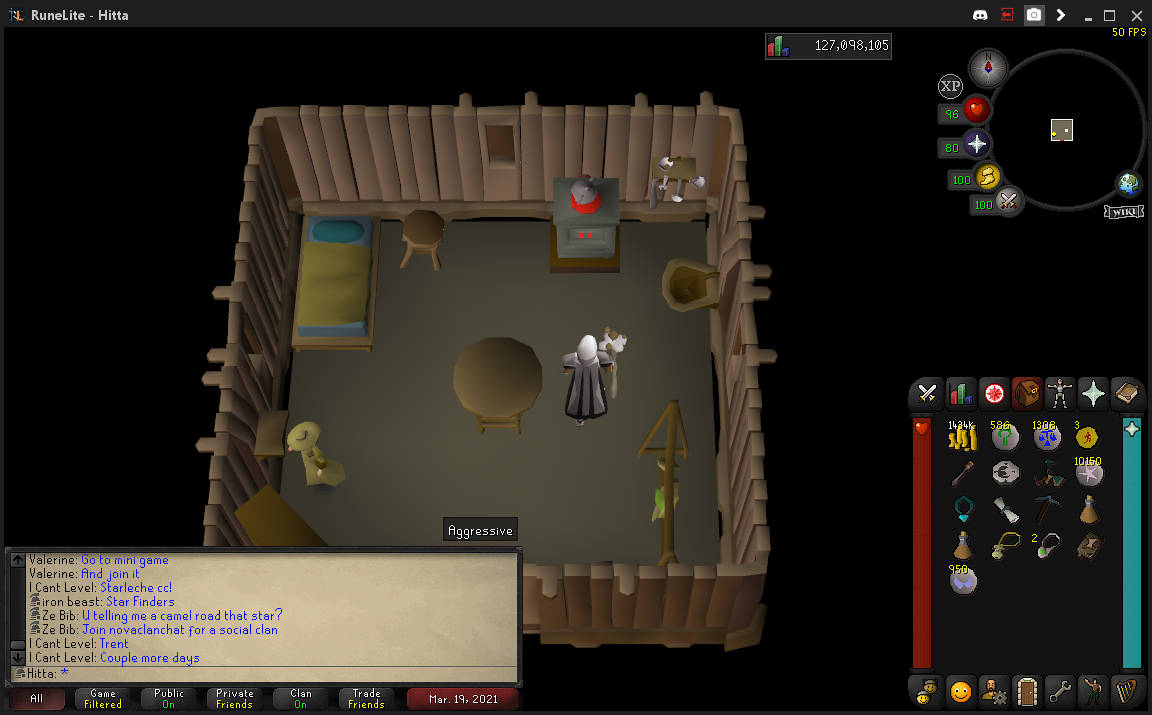 RuneLite - Hitta
50 FPS
127,098,105
N
XP
96
80
100
100
WIKI
1434k
586
1308
3
10150
2
950
Aggressive
Valerine: Go to mini game
Valerine: And join it
I Cant Level: Starleche cc!
iron beast: Star Finders
Ze Bib: U telling me a camel road that star?
Ze Bib: Join novaclanchat for a social clan
I Cant Level: Trent
I Cant Level: Couple more days
Hitta: *
All
Game
Filtered
Public
On
Private
Friends
Clan
On
Trade
Friends
Mar. 19, 2021